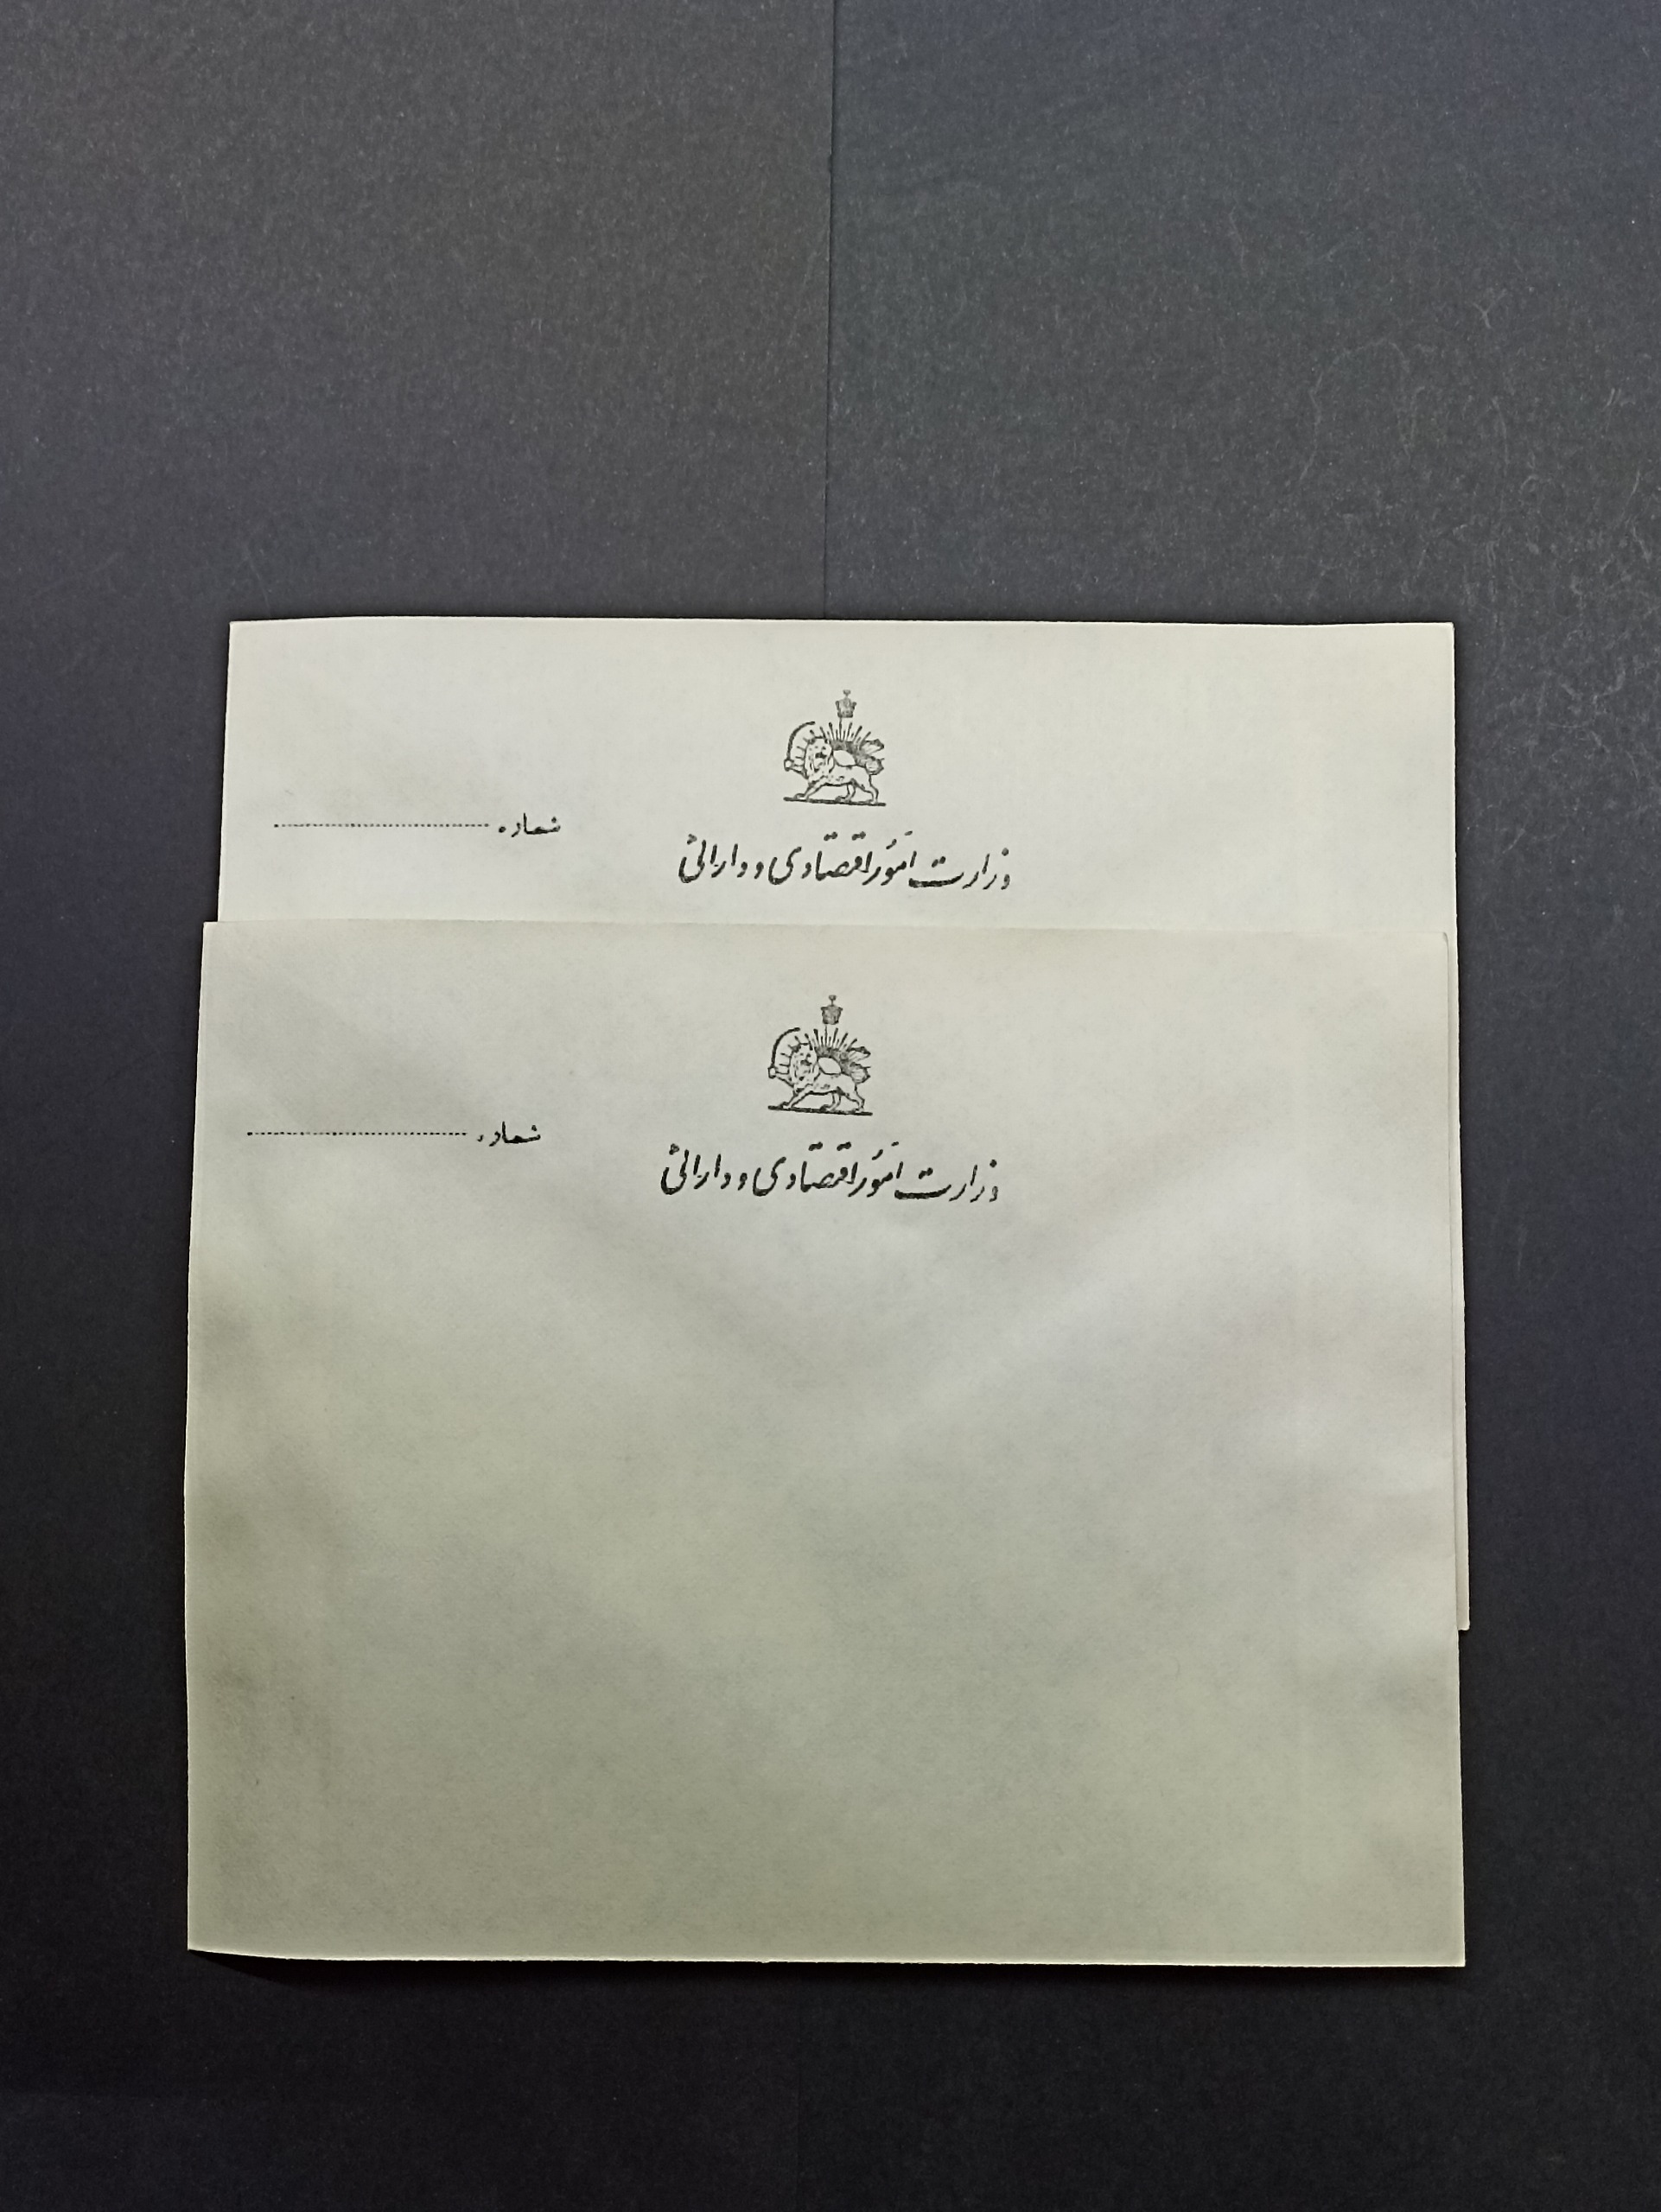 شماره ........................
وزارت امور اقتصادی و دارائی
شماره ........................
وزارت امور اقتصادی و دارائی